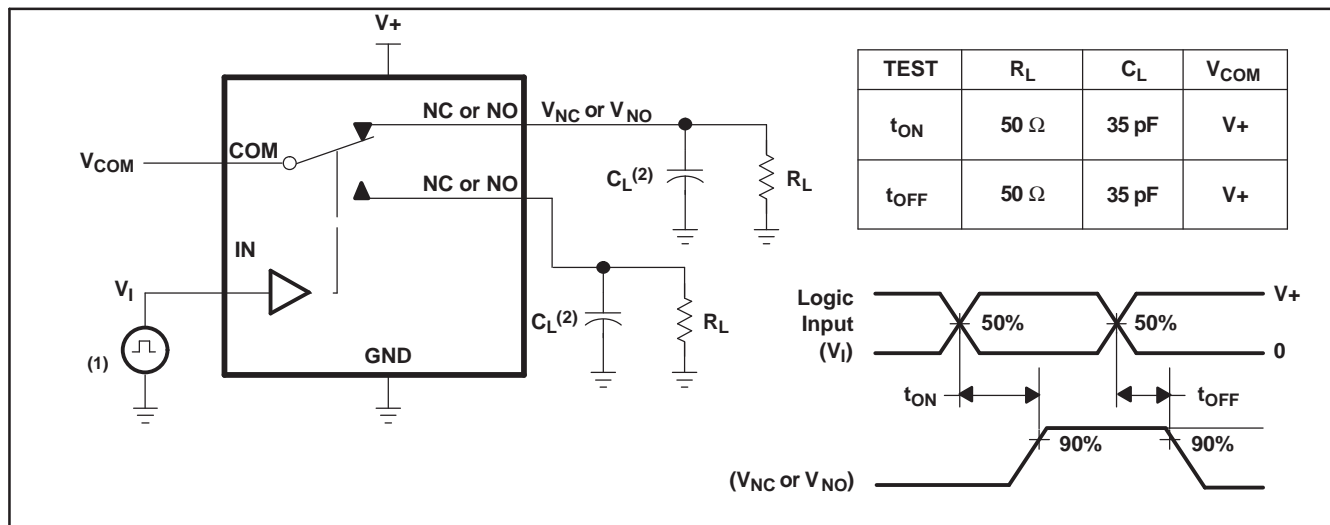 V+
NC or NO
V_NC or V_NO
COM
V_COM
NC or NO
C_L(2)
R_L
IN
V_I
C_L(2)
R_L
(1)
GND
TEST R_L C_L V_COM
t_ON 50 Ω 35 pF V+
t_OFF 50 Ω 35 pF V+
Logic
Input
(V_I)
50%
50%
V+
0
t_ON
t_OFF
90%
90%
(V_NC or V_NO)